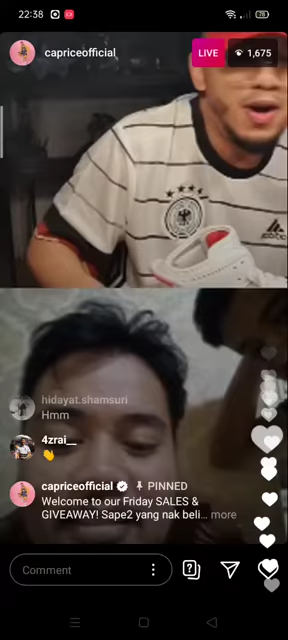 22:38
78
capriceofficial
LIVE
1,675
adidas
hidayat.shamsuri
Hmm
4zrai__
👋
capriceofficial PINNED
Welcome to our Friday SALES &
GIVEAWAY! Sape2 yang nak beli... more
Comment